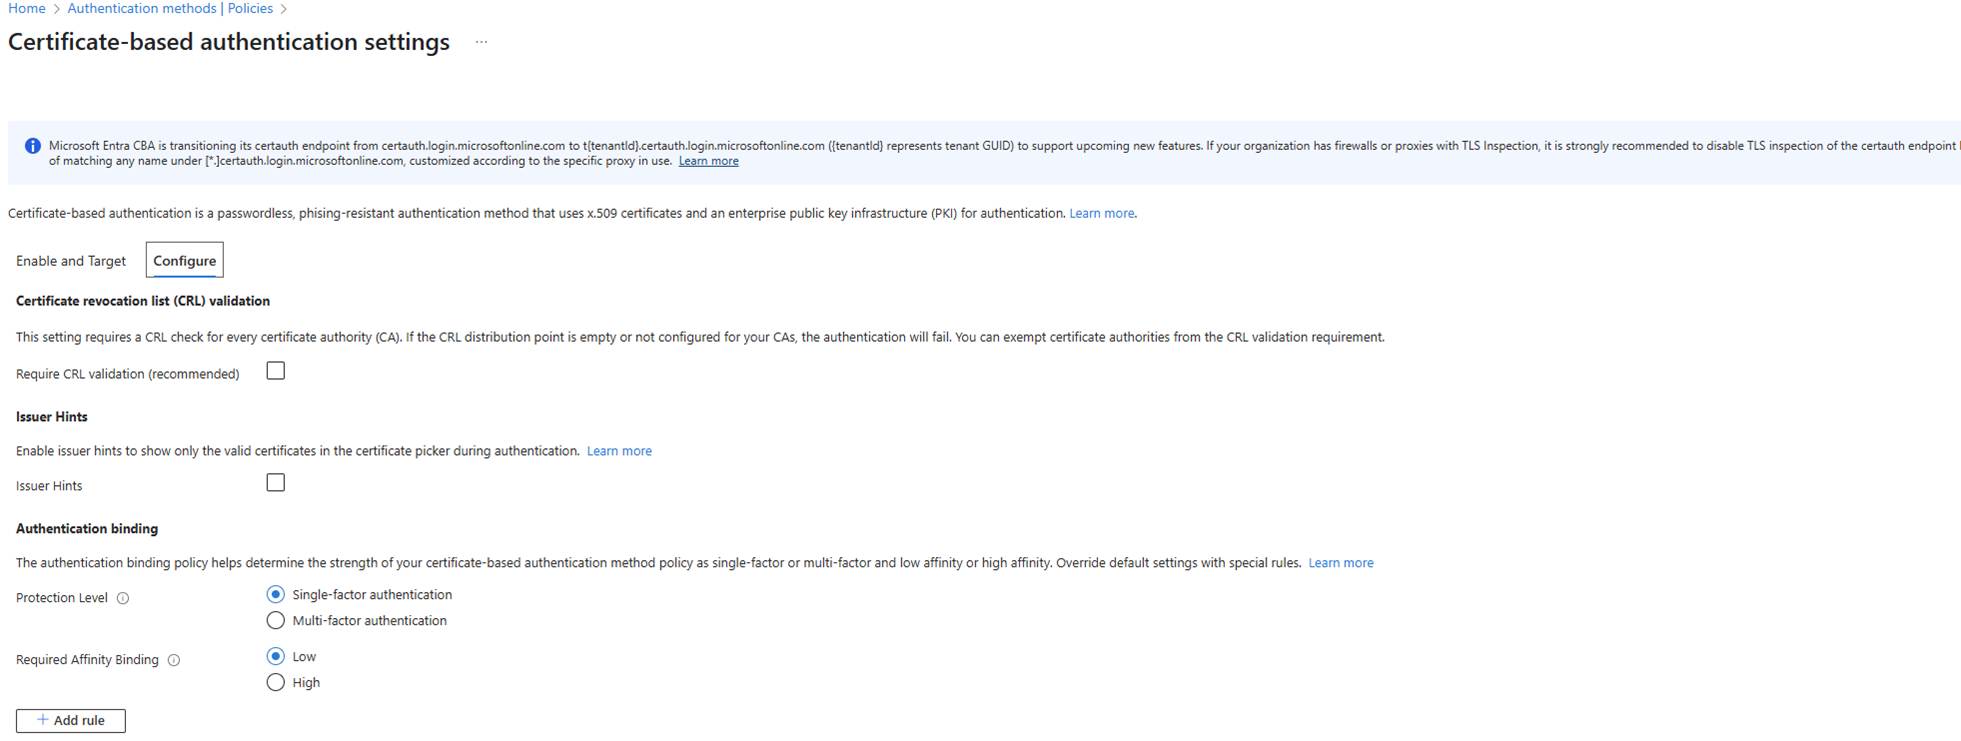 Home > Authentication methods | Policies >
Certificate-based authentication settings ...
Microsoft Entra CBA is transitioning its certauth endpoint from certauth.login.microsoftonline.com to t{tenantId}.certauth.login.microsoftonline.com ({tenantId} represents tenant GUID) to support upcoming new features. If your organization has firewalls or proxies with TLS Inspection, it is strongly recommended to disable TLS inspection of the certauth endpoint
of matching any name under [*.]certauth.login.microsoftonline.com, customized according to the specific proxy in use. Learn more
Certificate-based authentication is a passwordless, phising-resistant authentication method that uses x.509 certificates and an enterprise public key infrastructure (PKI) for authentication. Learn more.
Enable and Target Configure
Certificate revocation list (CRL) validation
This setting requires a CRL check for every certificate authority (CA). If the CRL distribution point is empty or not configured for your CAs, the authentication will fail. You can exempt certificate authorities from the CRL validation requirement.
Require CRL validation (recommended)
Issuer Hints
Enable issuer hints to show only the valid certificates in the certificate picker during authentication. Learn more
Issuer Hints
Authentication binding
The authentication binding policy helps determine the strength of your certificate-based authentication method policy as single-factor or multi-factor and low affinity or high affinity. Override default settings with special rules. Learn more
Protection Level Single-factor authentication
Multi-factor authentication
Required Affinity Binding Low
High
+ Add rule